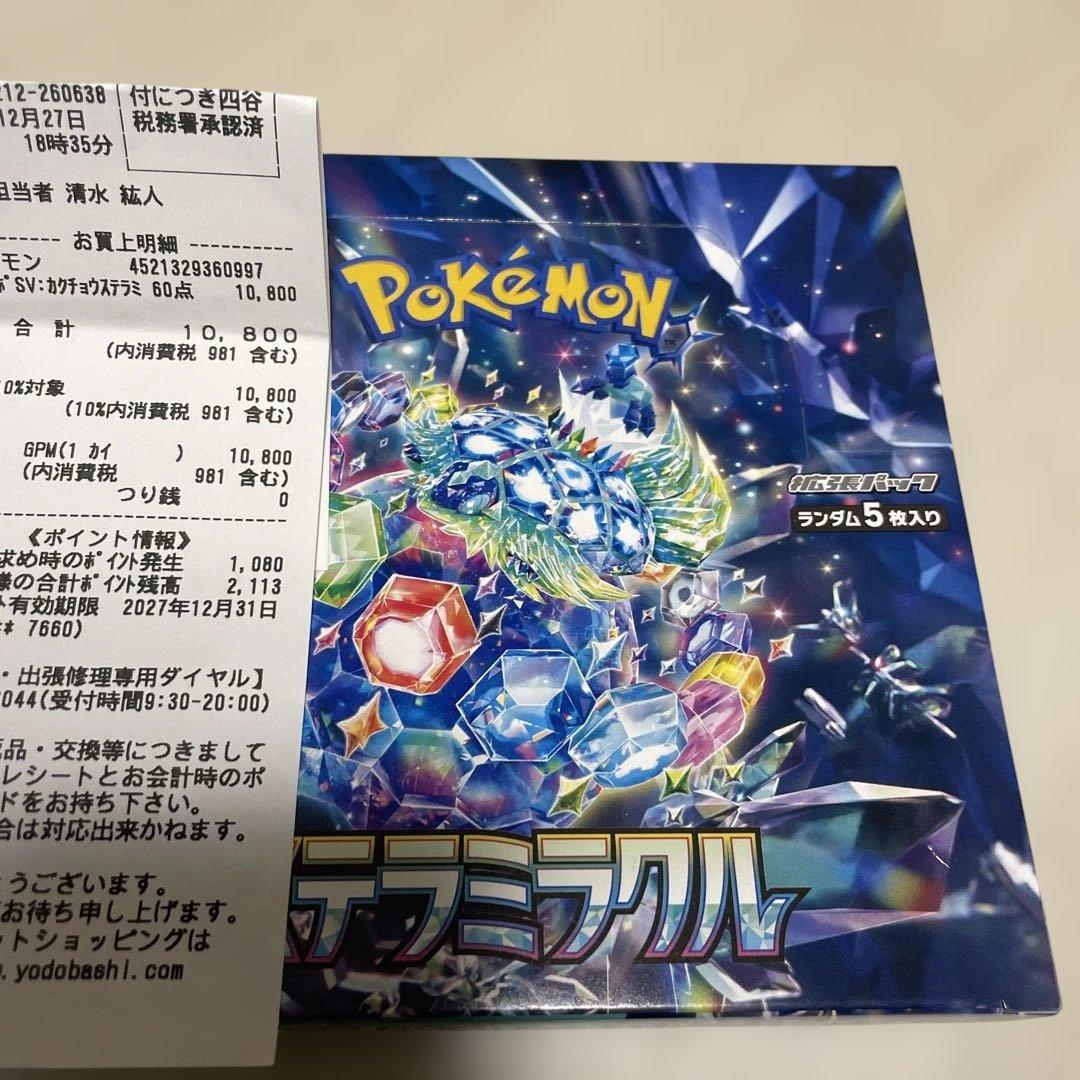 212-260638
付につき四谷
税務署承認済
12月27日
18時35分
担当者 清水 紘人
お買上明細
モン 4521329360997
ﾎﾟSV:ｶｸﾁｮｳｽﾃﾗﾐ 60点 10,800
合 計 10,800
(内消費税 981 含む)
10%対象 10,800
(10%内消費税 981 含む)
GPM(1 ｶｲ ) 10,800
(内消費税 981 含む)
つり銭 0
《ポイント情報》
求め時のﾎﾟｲﾝﾄ発生 1,080
様の合計ﾎﾟｲﾝﾄ残高 2,113
ﾄ有効期限 2027年12月31日
** 7660)
・出張修理専用ダイヤル】
044(受付時間9:30-20:00)
返品・交換等につきまして
レシートとお会計時のポ
ドをお持ち下さい。
合は対応出来かねます。
とうございます。
お待ち申し上げます。
ットショッピングは
.yodobashi.com
POKéMON
TM
拡張パック
ランダム5枚入り
ステラミラクル